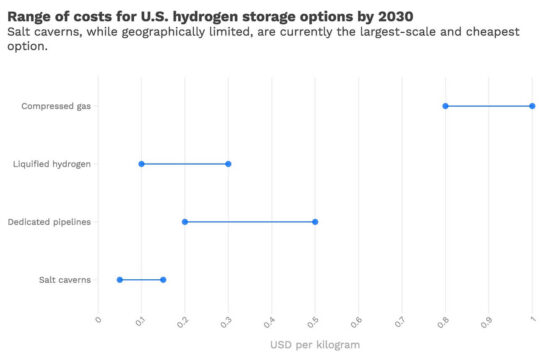 Range of costs for U.S. hydrogen storage options by 2030
Salt caverns, while geographically limited, are currently the largest-scale and cheapest
option.
Compressed gas
Liquified hydrogen
Dedicated pipelines
Salt caverns
0
0.1
0.2
0.3
0.4
0.5
0.6
0.7
0.8
0.9
1
USD per kilogram